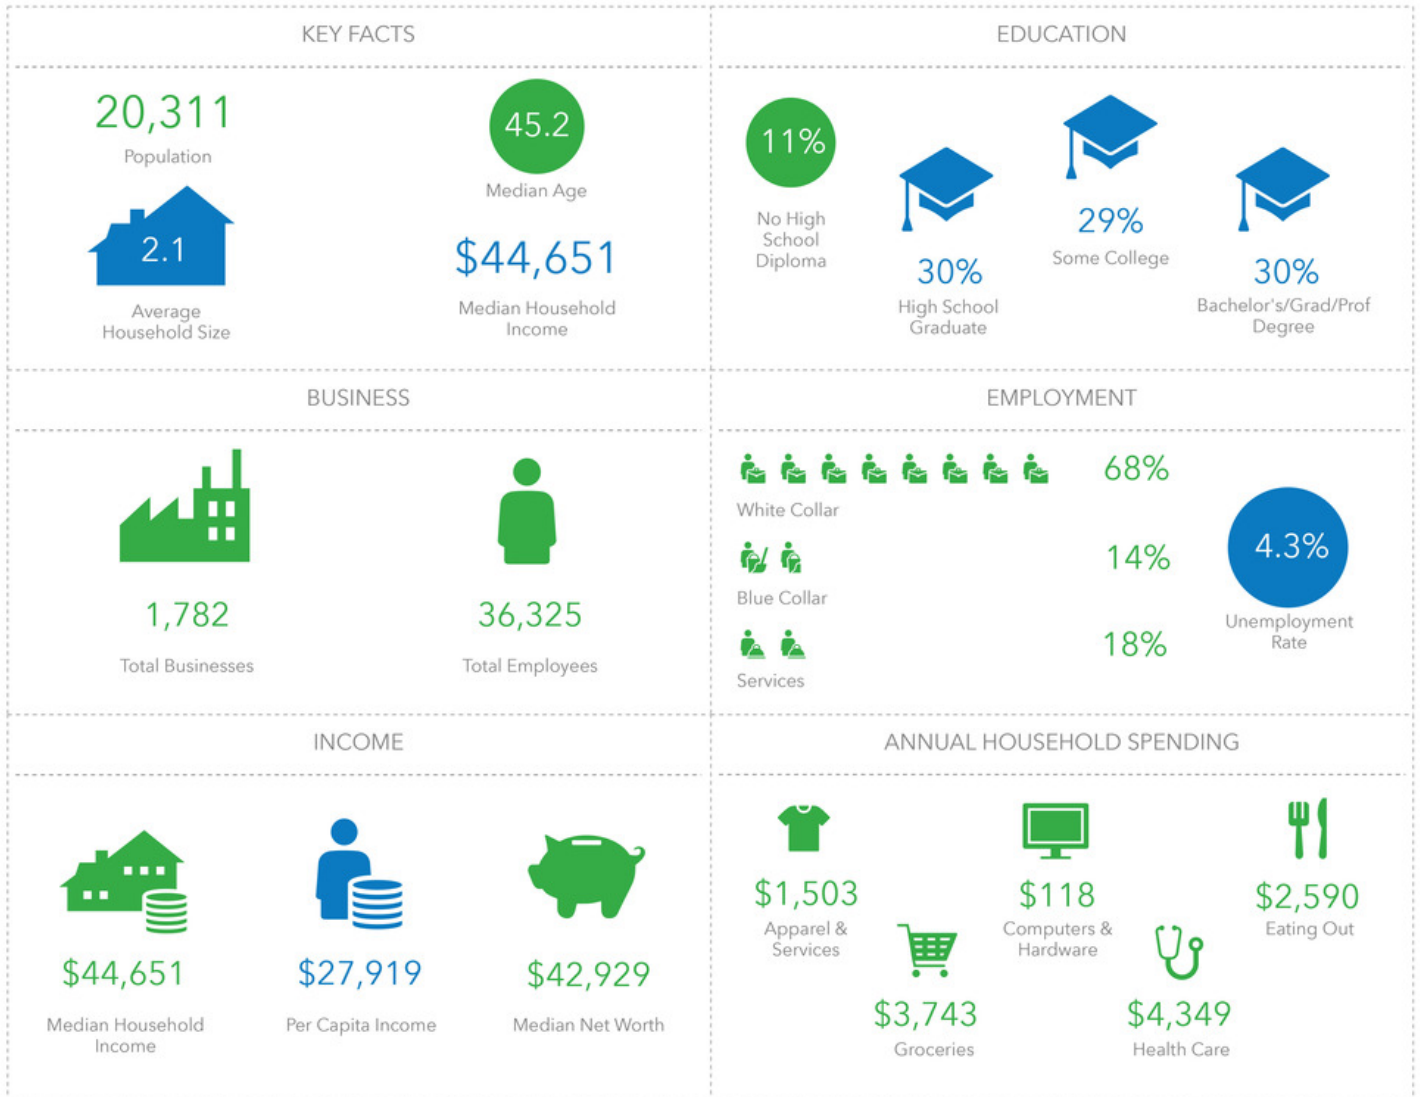 KEY FACTS
20,311
Population
45.2
Median Age
2.1
Average
Household Size
$44,651
Median Household
Income
EDUCATION
11%
No High
School
Diploma
30%
High School
Graduate
29%
Some College
30%
Bachelor's/Grad/Prof
Degree
BUSINESS
1,782
Total Businesses
36,325
Total Employees
EMPLOYMENT
68%
White Collar
14%
Blue Collar
18%
Services
4.3%
Unemployment
Rate
INCOME
$44,651
Median Household
Income
$27,919
Per Capita Income
$42,929
Median Net Worth
ANNUAL HOUSEHOLD SPENDING
$1,503
Apparel &
Services
$118
Computers &
Hardware
$2,590
Eating Out
$3,743
Groceries
$4,349
Health Care